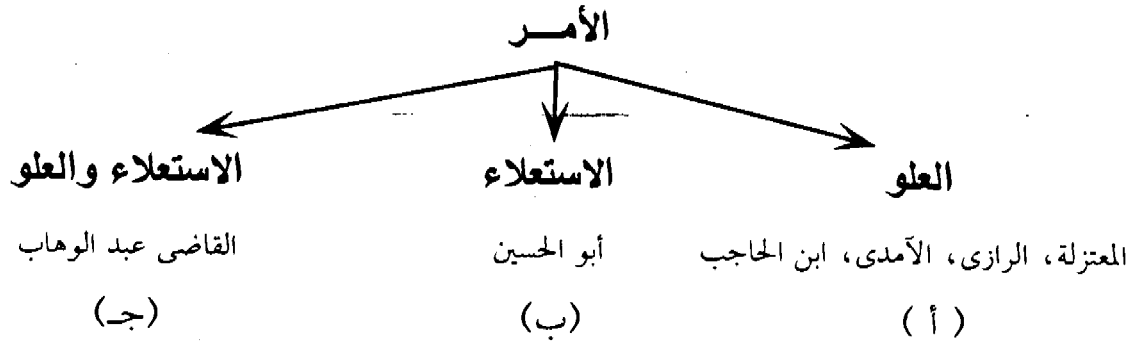 الأمـــر
العلو
الاستعلاء
الاستعلاء والعلو
المعتزلة، الرازى، الآمدى، ابن الحاجب
أبو الحسين
القاضى عبد الوهاب
( أ )
(ب)
(جـ)